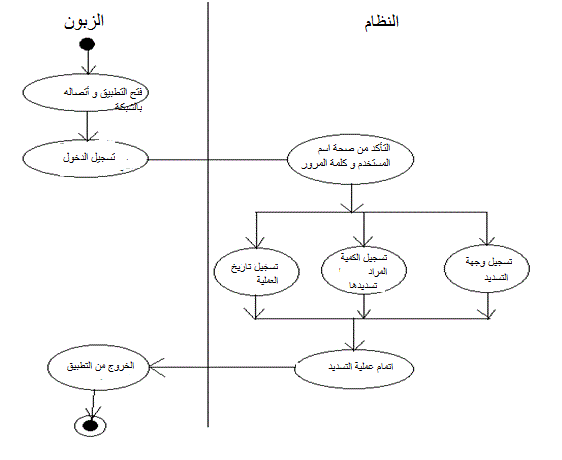 الزبون
النظام
فتح التطبيق و أتصاله
بالشبكة
تسجيل الدخول
التأكد من صحة اسم
المستخدم و كلمة المرور
تسجيل وجهة
التسديد
تسجيل الكمية
المراد
تسديدها
تسجيل تاريخ
العملية
اتمام عملية التسديد
الخروج من التطبيق